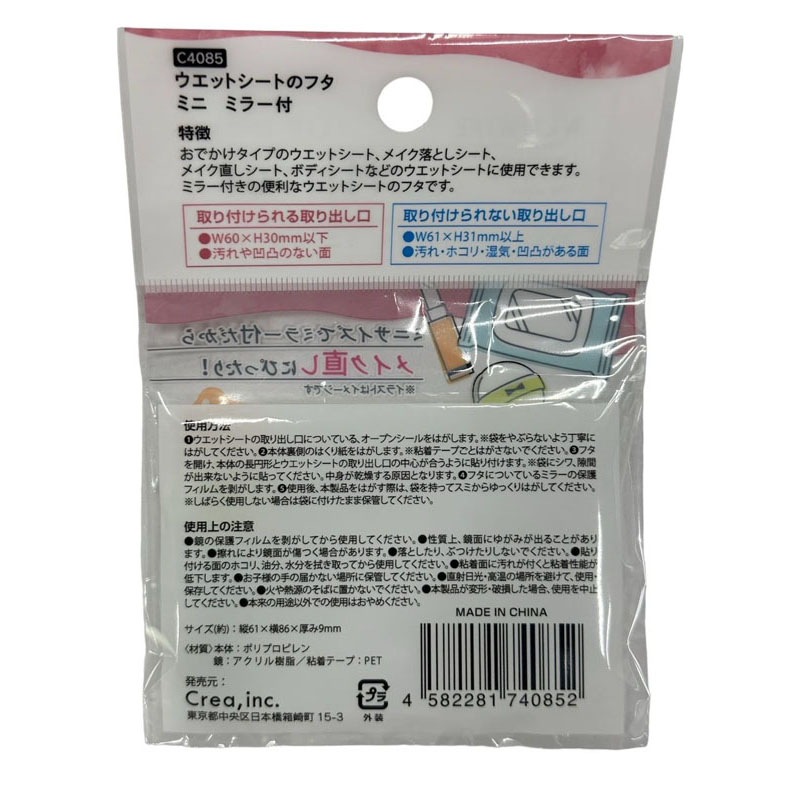 C4085
ウエットシートのフタ
ミニ ミラー付
特徴
おでかけタイプのウエットシート、メイク落としシート、
メイク直しシート、ボディシートなどのウエットシートに使用できます。
ミラー付きの便利なウエットシートのフタです。
取り付けられる取り出し口
●W60×H30mm以下
●汚れや凹凸のない面
取り付けられない取り出し口
●W61×H31mm以上
●汚れ・ホコリ・湿気・凹凸がある面
ミニサイズでミラー付だから
メイク直しにぴったり!
※イラストはイメージです
使用方法
❶ウエットシートの取り出し口についている、オープンシールをはがします。※袋をやぶらないよう丁寧に
はがしてください。❷本体裏側のはくり紙をはがします。※粘着テープごとはがさないでください。❸フタ
を開け、本体の長円形とウエットシートの取り出し口の中心が合うように貼り付けます。※袋にシワ、隙間
が出来ないように貼ってください。中身が乾燥する原因となります。❹フタについているミラーの保護
フィルムを剥がします。❺使用後、本製品をはがす際は、袋を持ってスミからゆっくりはがしてください。
※しばらく使用しない場合は袋に付けたまま保管してください。
使用上の注意
●鏡の保護フィルムを剥がしてから使用してください。●性質上、鏡面にゆがみが出ることがあり
ます。●擦れにより鏡面が傷つく場合があります。●落としたり、ぶつけたりしないでください。●貼り
付ける面のホコリ、油分、水分を拭き取ってから使用してください。●粘着面に汚れが付くと粘着性能が
低下します。●お子様の手の届かない場所に保管してください。●直射日光・高温の場所を避けて、使用・
保存してください。●火や熱源のそばに置かないでください。●本製品が変形・破損した場合、使用を中止
してください。●本来の用途以外での使用はおやめください。
MADE IN CHINA
サイズ(約):縦61×横86×厚み9mm
〈材質〉本体:ポリプロピレン
鏡:アクリル樹脂/粘着テープ:PET
発売元:
Crea,inc.
東京都中央区日本橋箱崎町 15-3
プラ
外装
4 582281 740852